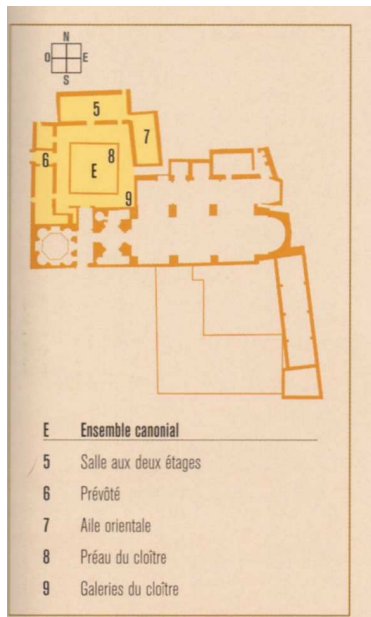 N
O E
S
5
7
6
8
E
9
E Ensemble canonial
5 Salle aux deux étages
6 Prévôté
7 Aile orientale
8 Préau du cloître
9 Galeries du cloître